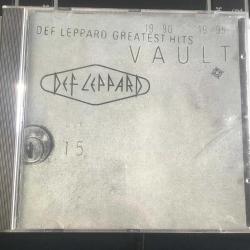 19 80 19 95
DEF LEPPARD GREATEST HITS
VAULT
DEF LEPPARD
15